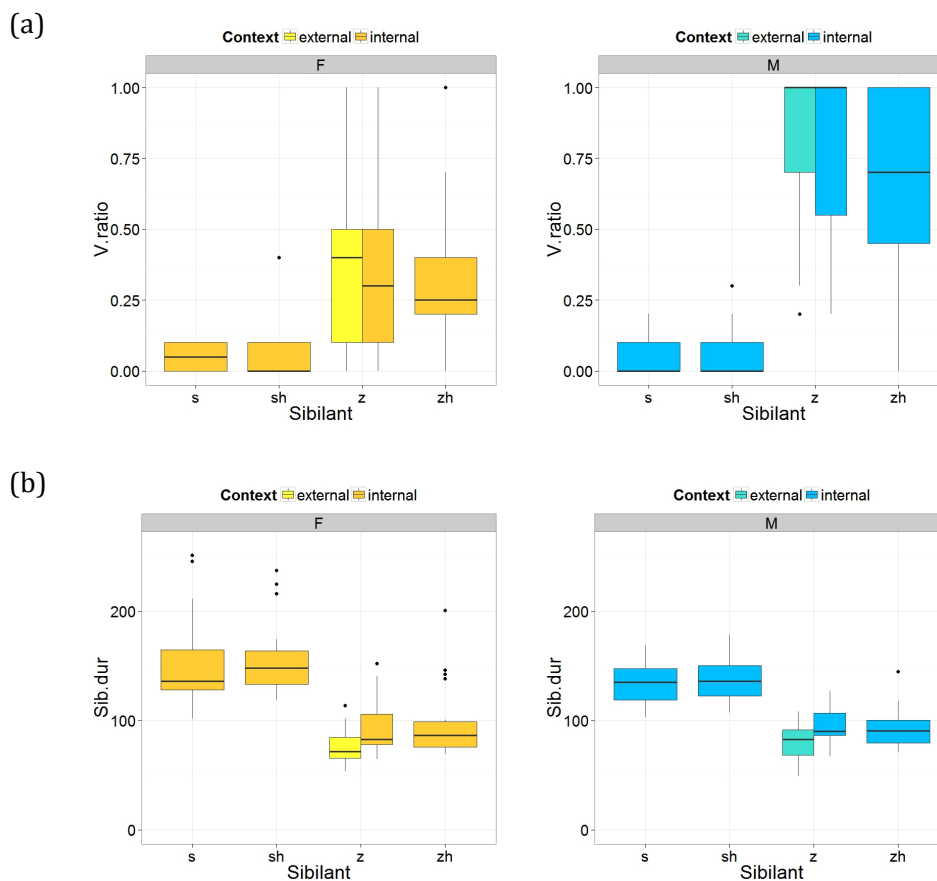 (a)
Context external internal
F
1.00
0.75
0.50
0.25
0.00
V.ratio
s sh z zh
Sibilant
Context external internal
M
1.00
0.75
0.50
0.25
0.00
V.ratio
s sh z zh
Sibilant
(b)
Context external internal
F
200
100
0
Sib.dur
s sh z zh
Sibilant
Context external internal
M
200
100
0
Sib.dur
s sh z zh
Sibilant